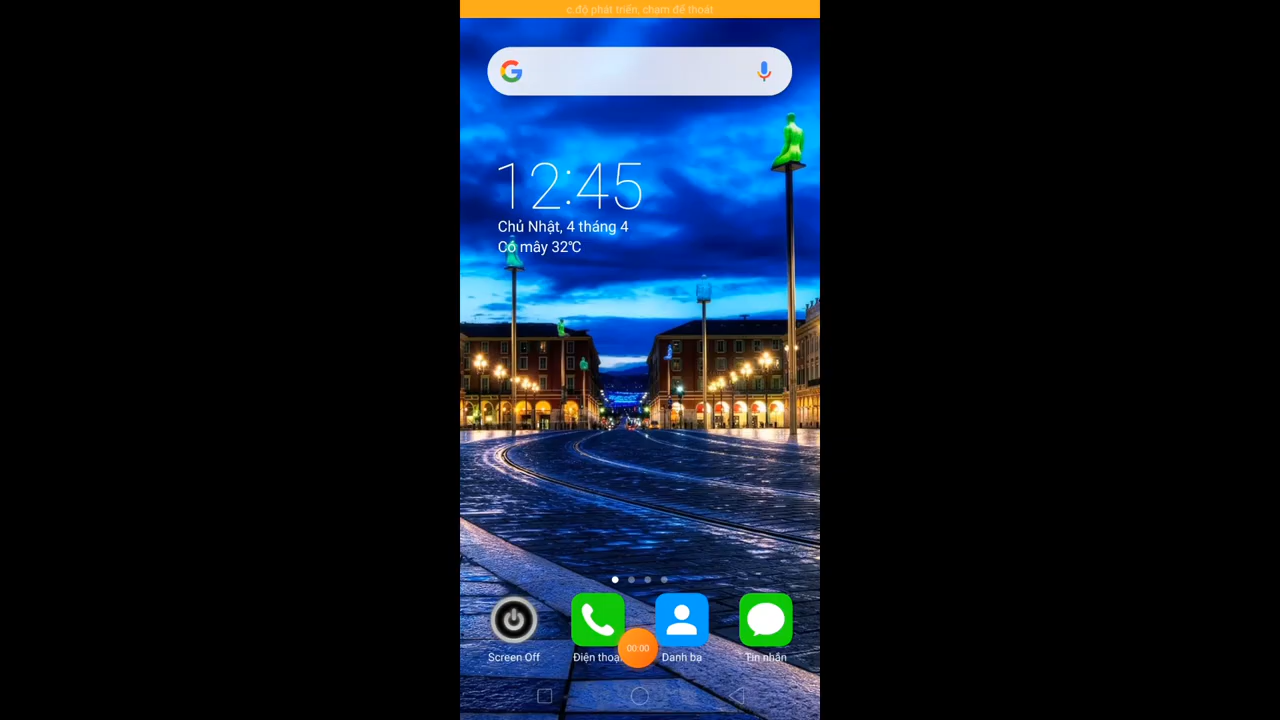 c.độ phát triển, chạm để thoát
12:45
Chủ Nhật, 4 tháng 4
Có mây 32°C
Screen Off
Điện thoạ
00:00
Danh bạ
Tin nhắn